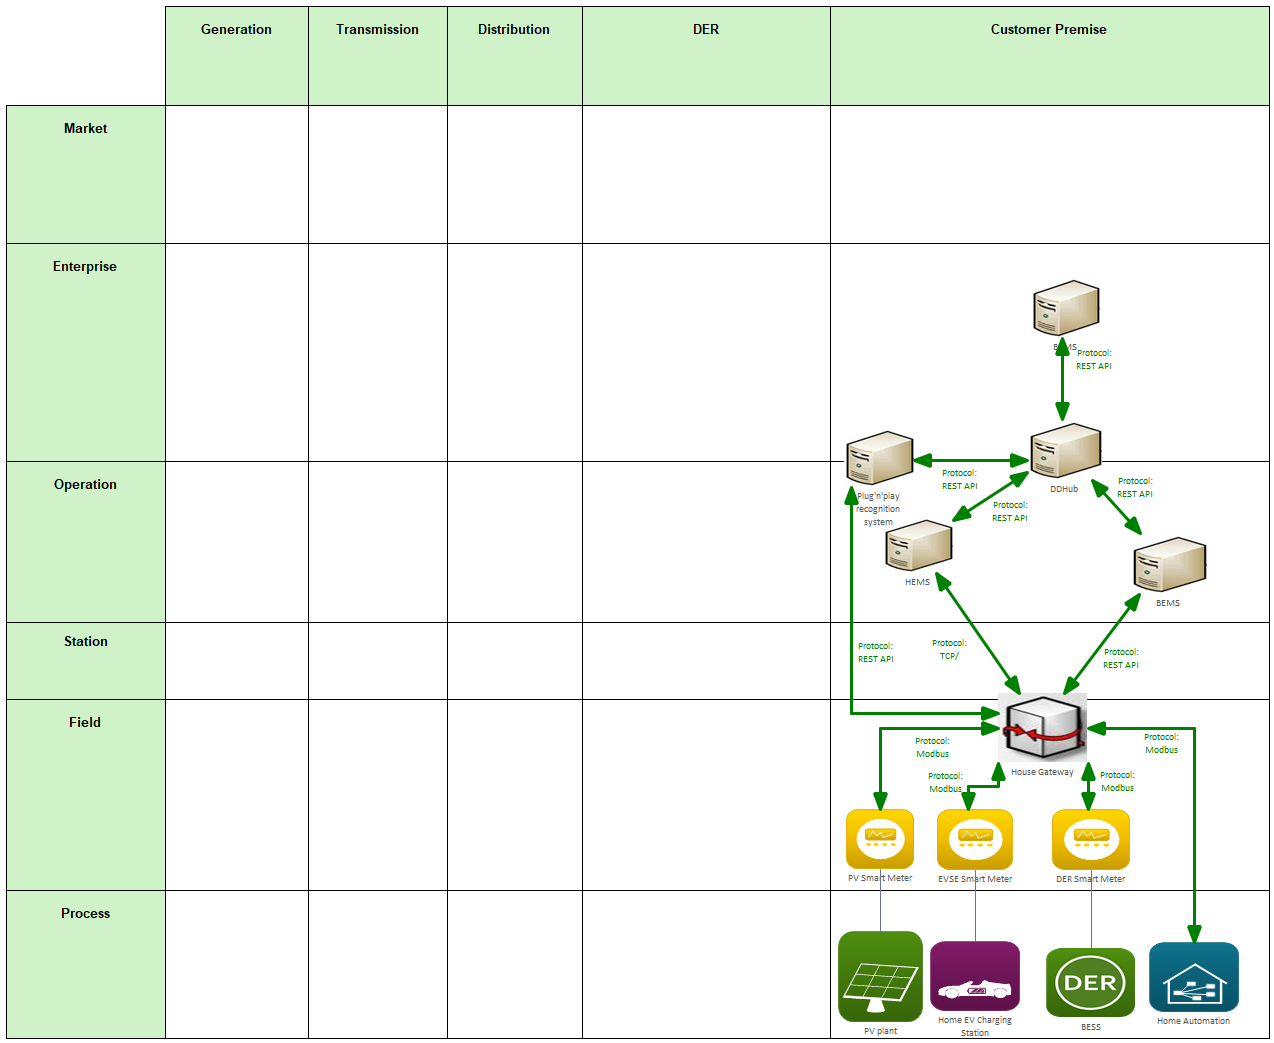 Generation
Transmission
Distribution
DER
Customer Premise
Market
Enterprise
Protocol:
REST API
Operation
Plug'n'play
recognition
system
Protocol:
REST API
DDHub
Protocol:
REST API
Protocol:
REST API
HEMS
BEMS
Station
Protocol:
REST API
Protocol:
TCP/
Protocol:
REST API
Field
House Gateway
Protocol:
Modbus
Protocol:
Modbus
Protocol:
Modbus
Protocol:
Modbus
PV Smart Meter
EVSE Smart Meter
DER Smart Meter
Process
DER
PV plant
Home EV Charging
Station
BESS
Home Automation